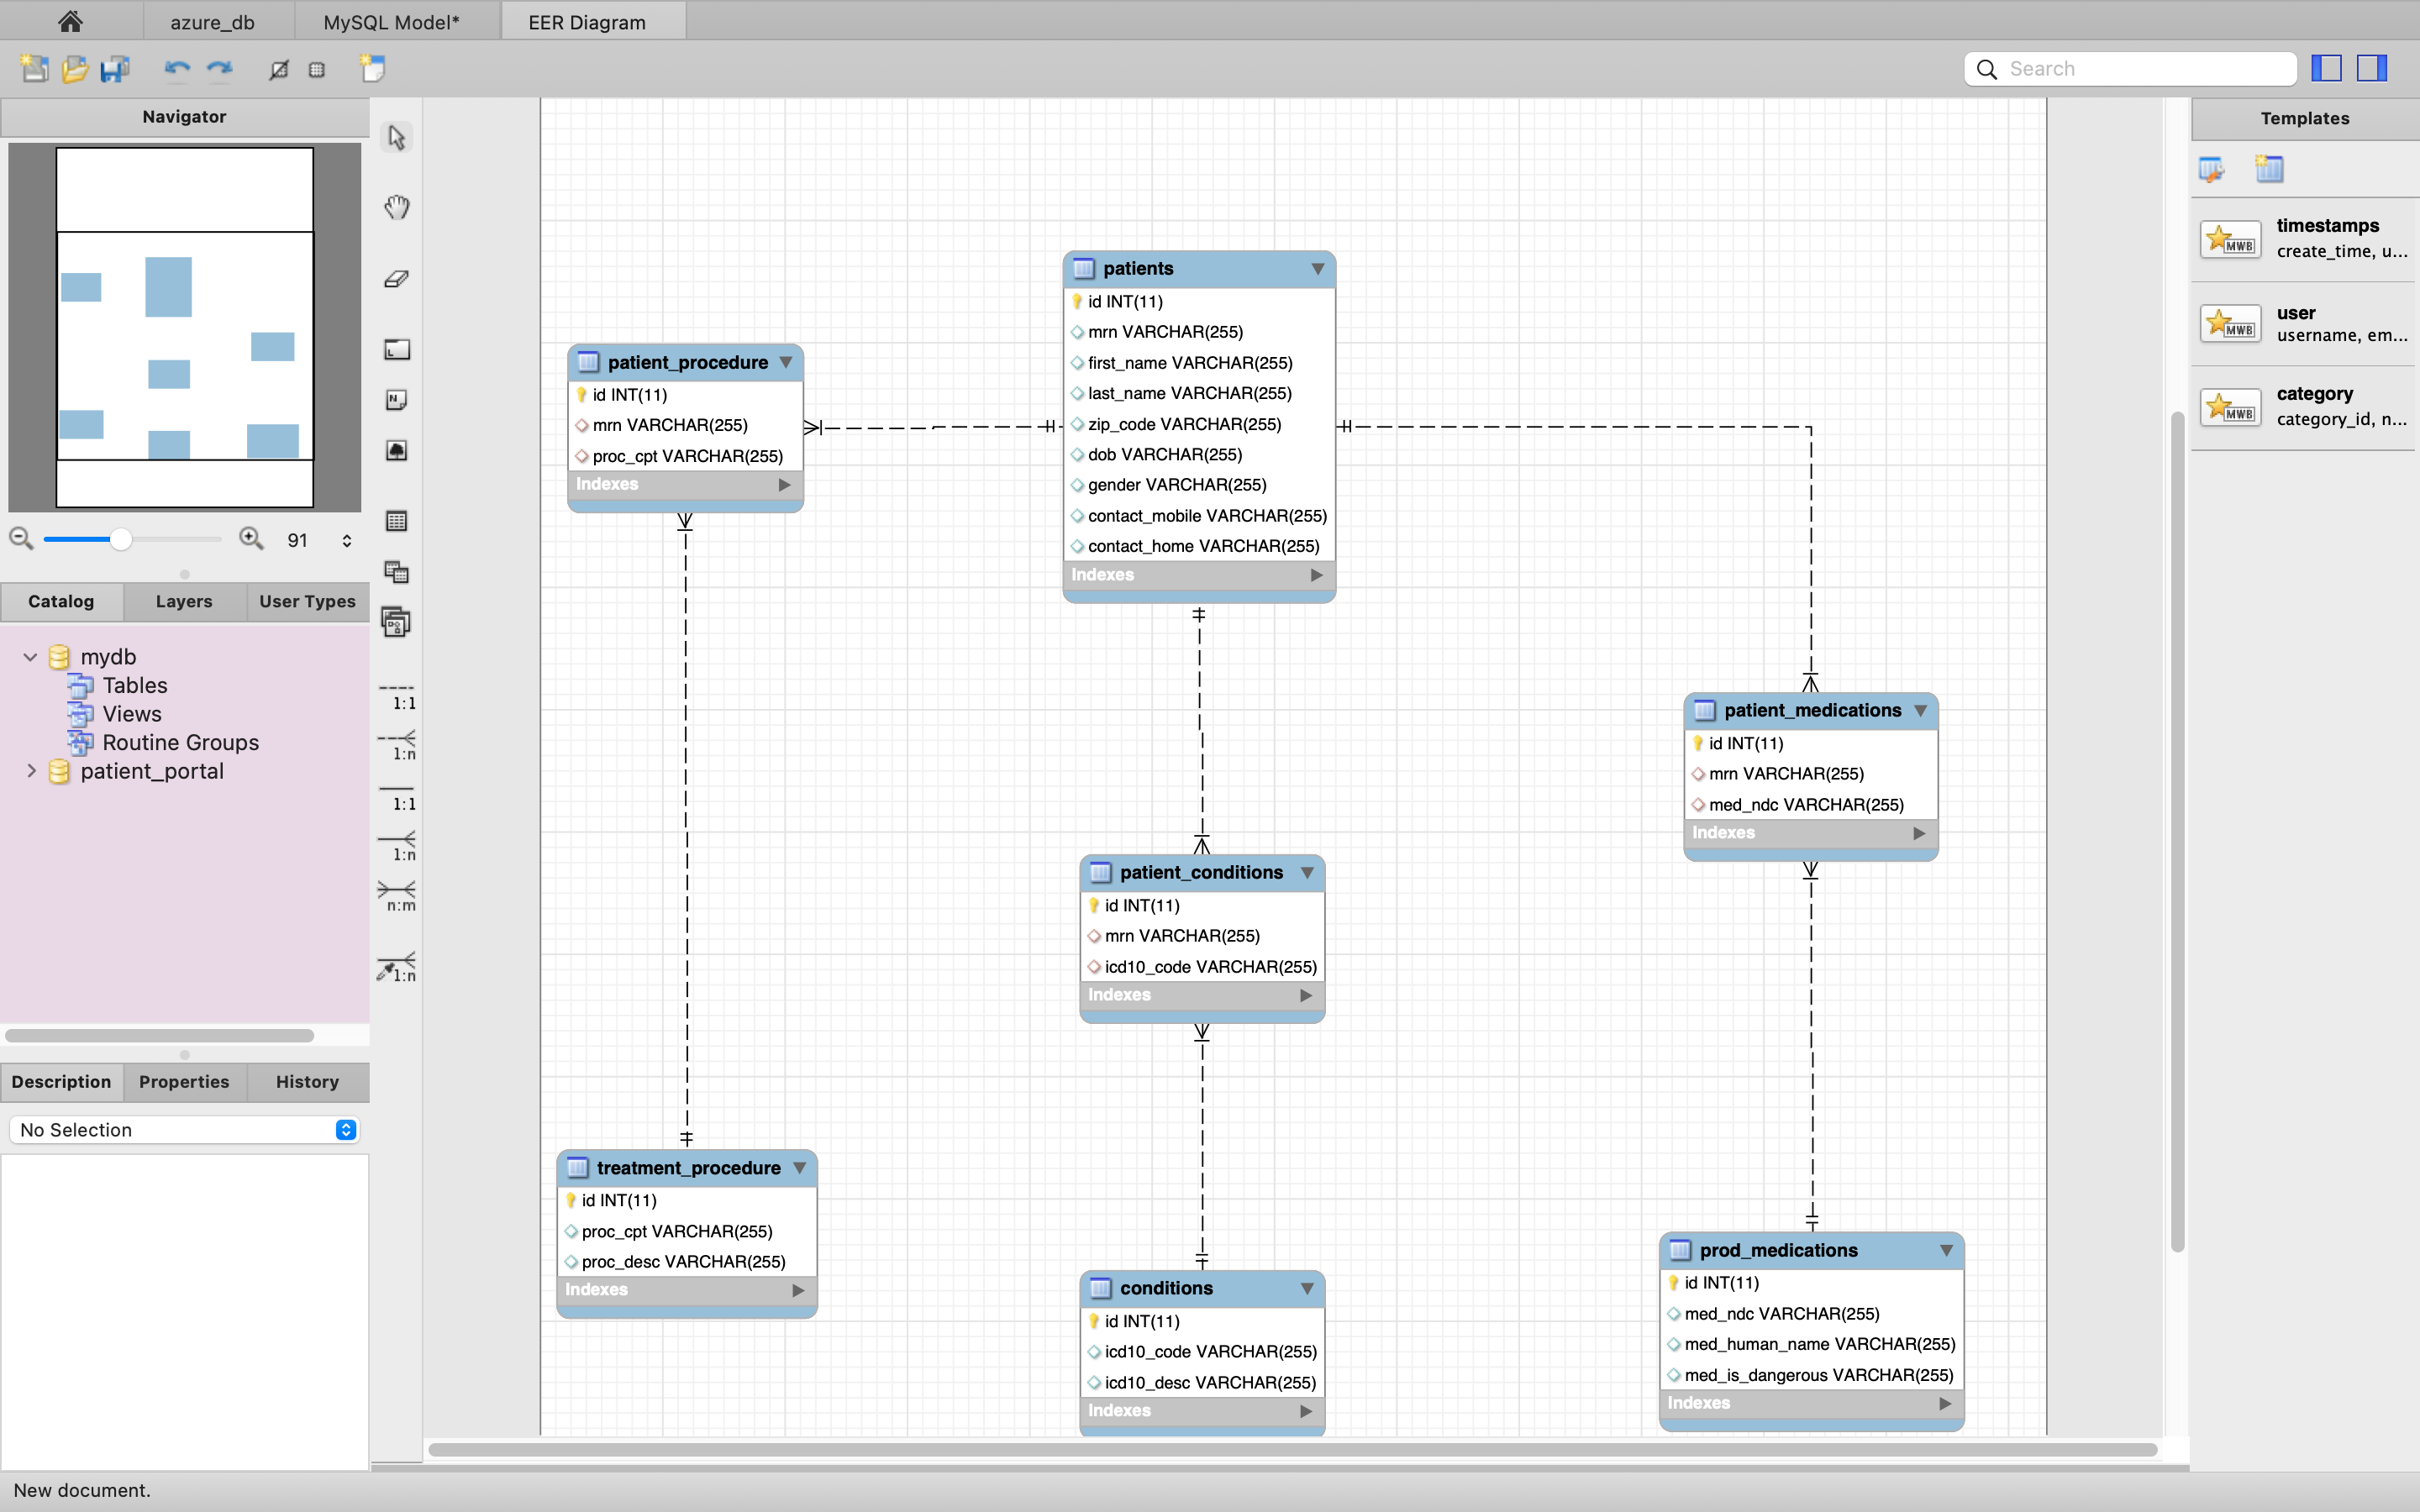 azure_db
MySQL Model*
EER Diagram
Search
Navigator
91
Catalog
Layers
User Types
mydb
Tables
Views
Routine Groups
patient_portal
Description
Properties
History
No Selection
New document.
1:1
1:n
1:1
1:n
n:m
1:n
patients
id INT(11)
mrn VARCHAR(255)
first_name VARCHAR(255)
last_name VARCHAR(255)
zip_code VARCHAR(255)
dob VARCHAR(255)
gender VARCHAR(255)
contact_mobile VARCHAR(255)
contact_home VARCHAR(255)
Indexes
patient_procedure
id INT(11)
mrn VARCHAR(255)
proc_cpt VARCHAR(255)
Indexes
patient_medications
id INT(11)
mrn VARCHAR(255)
med_ndc VARCHAR(255)
Indexes
patient_conditions
id INT(11)
mrn VARCHAR(255)
icd10_code VARCHAR(255)
Indexes
treatment_procedure
id INT(11)
proc_cpt VARCHAR(255)
proc_desc VARCHAR(255)
Indexes
conditions
id INT(11)
icd10_code VARCHAR(255)
icd10_desc VARCHAR(255)
Indexes
prod_medications
id INT(11)
med_ndc VARCHAR(255)
med_human_name VARCHAR(255)
med_is_dangerous VARCHAR(255)
Indexes
Templates
MWB
timestamps
create_time, u...
MWB
user
username, em...
MWB
category
category_id, n...